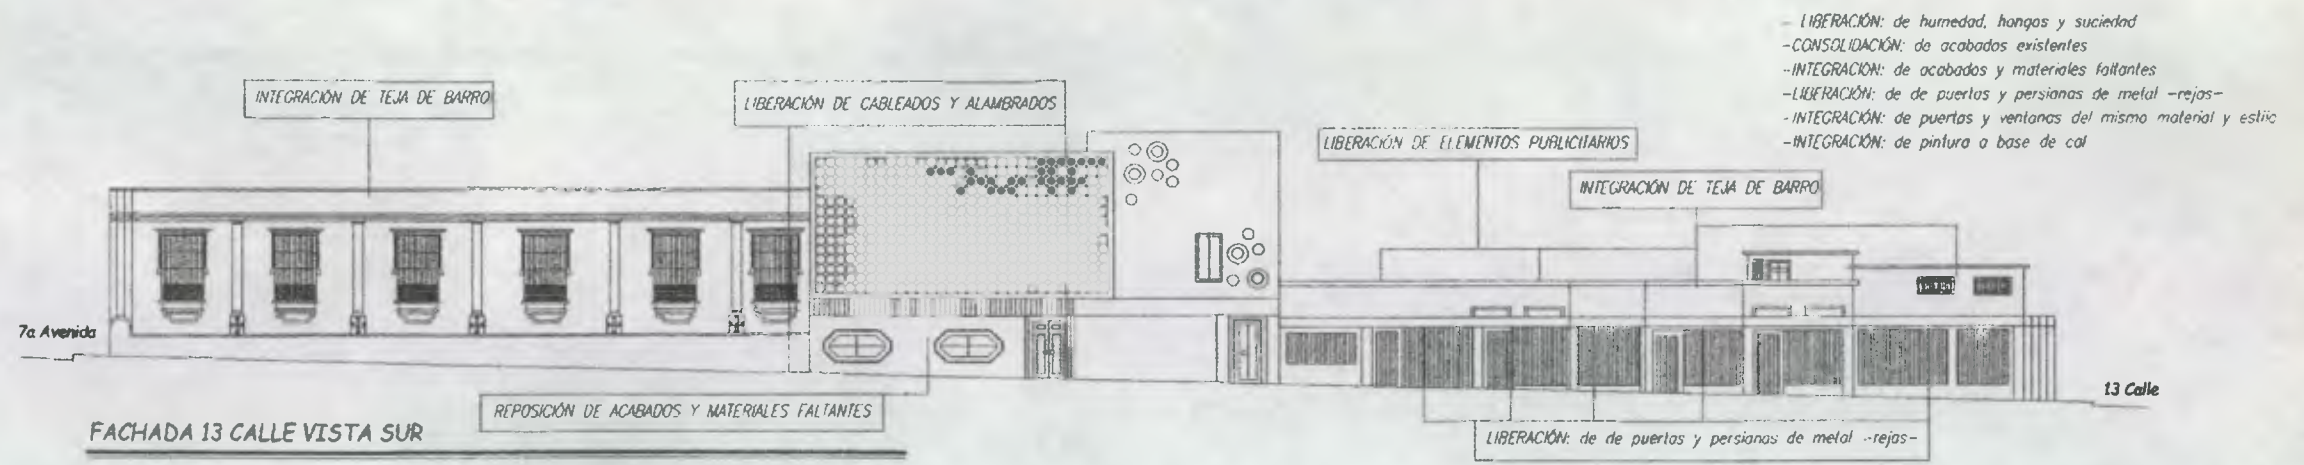 - LIBERACIÓN: de humedad, hongos y suciedad
-CONSOLIDACIÓN: de acabados existentes
-INTEGRACIÓN: de acabados y materiales faltantes
-LIBERACIÓN: de de puertas y persianas de metal -rejas-
-INTEGRACIÓN: de puertas y ventanas del mismo material y estilo
-INTEGRACIÓN: de pintura a base de cal
INTEGRACIÓN DE TEJA DE BARRO
LIBERACIÓN DE CABLEADOS Y ALAMBRADOS
LIBERACIÓN DE ELEMENTOS PUBLICITARIOS
INTEGRACIÓN DE TEJA DE BARRO
7a Avenida
13 Calle
REPOSICIÓN DE ACABADOS Y MATERIALES FALTANTES
LIBERACIÓN: de de puertas y persianas de metal -rejas-
FACHADA 13 CALLE VISTA SUR